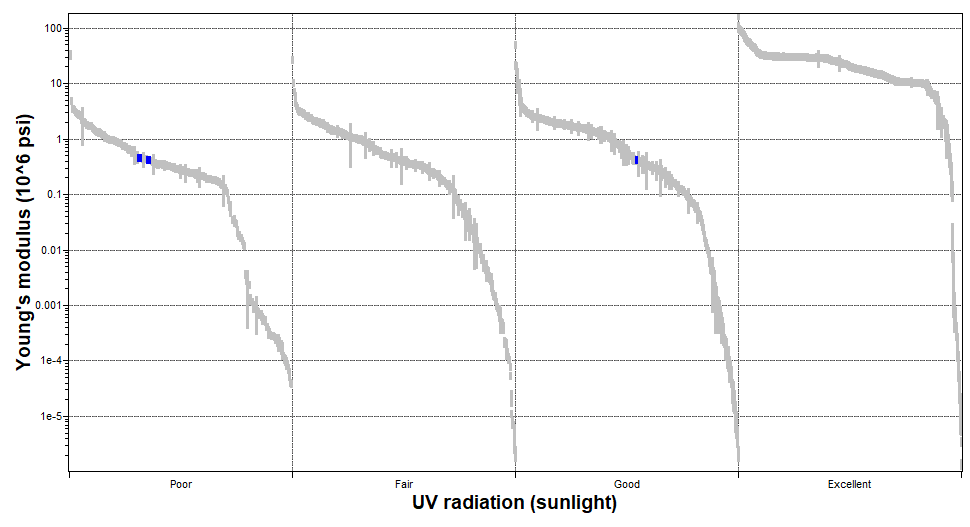 Young's modulus (10^6 psi)
100
10
1
0.1
0.01
0.001
1e-4
1e-5
Poor
Fair
Good
Excellent
UV radiation (sunlight)